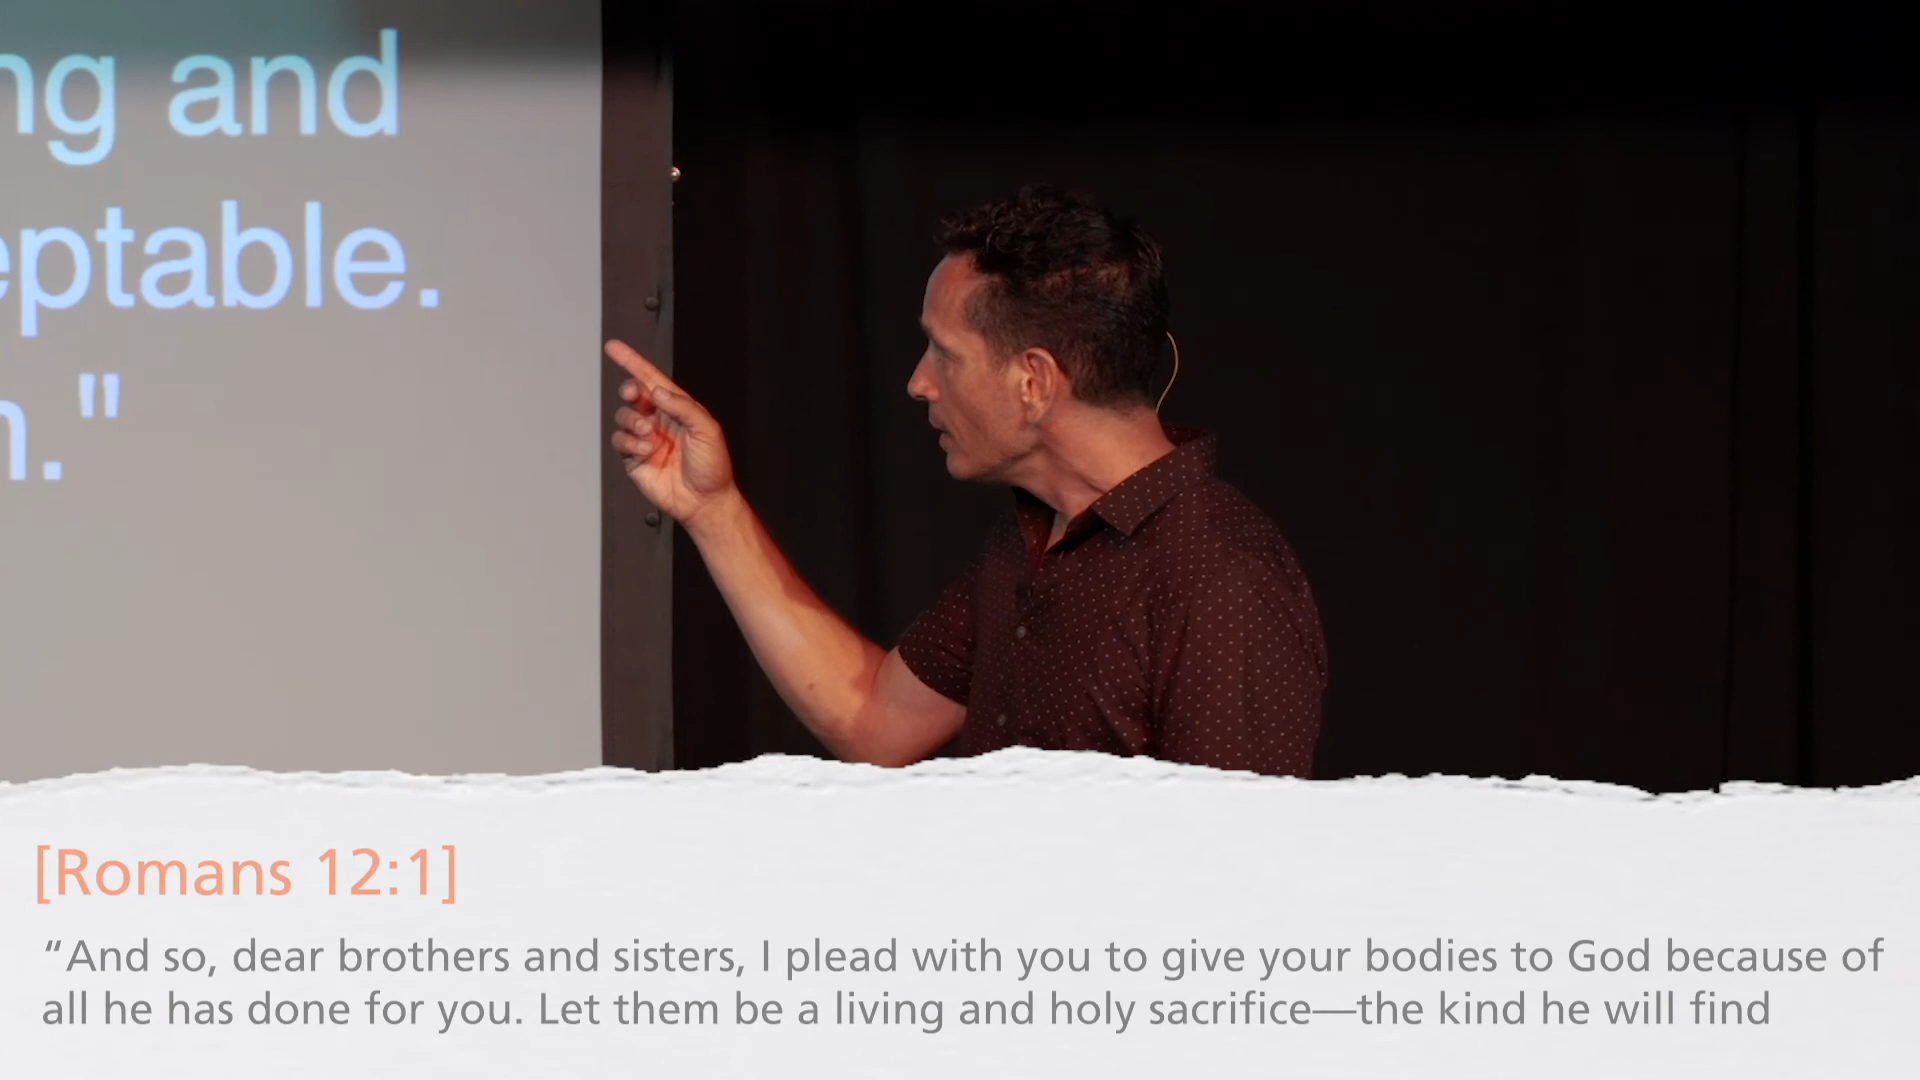 ng and
eptable.
n."
[Romans 12:1]
“And so, dear brothers and sisters, I plead with you to give your bodies to God because of
all he has done for you. Let them be a living and holy sacrifice—the kind he will find